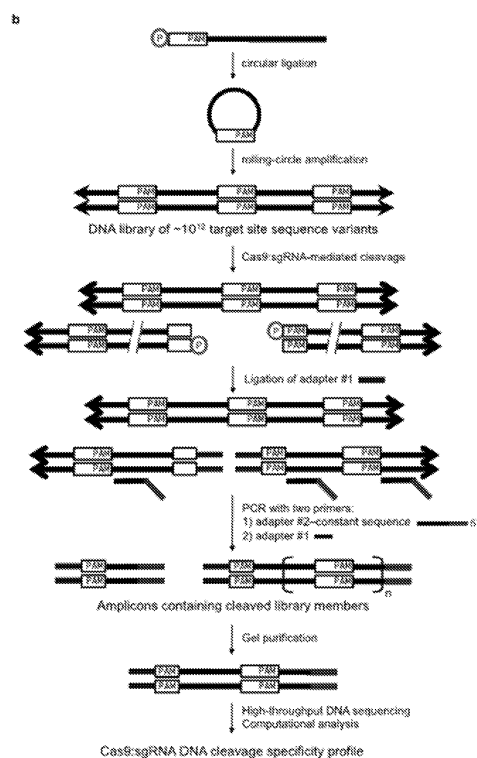 b
P PAM
circular ligation
PAM
rolling-circle amplification
PAM PAM PAM
PAM PAM PAM
DNA library of ~10¹² target site sequence variants
Cas9:sgRNA-mediated cleavage
PAM PAM PAM
PAM PAM PAM
PAM P PAM PAM
PAM P PAM PAM
Ligation of adapter #1
PAM PAM PAM
PAM PAM PAM
PAM PAM PAM
PAM PAM PAM
PCR with two primers:
1) adapter #2–constant sequence
2) adapter #1
PAM PAM PAM
PAM PAM PAM
n
Amplicons containing cleaved library members
Gel purification
PAM PAM
PAM PAM
High-throughput DNA sequencing
Computational analysis
Cas9:sgRNA DNA cleavage specificity profile